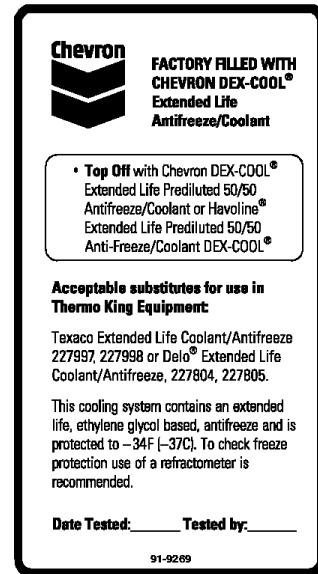 Chevron
FACTORY FILLED WITH
CHEVRON DEX-COOL®
Extended Life
Antifreeze/Coolant
• Top Off with Chevron DEX-COOL®
Extended Life Prediluted 50/50
Antifreeze/Coolant or Havoline®
Extended Life Prediluted 50/50
Anti-Freeze/Coolant DEX-COOL®
Acceptable substitutes for use in
Thermo King Equipment:
Texaco Extended Life Coolant/Antifreeze
227997, 227998 or Delo® Extended Life
Coolant/Antifreeze, 227804, 227805.
This cooling system contains an extended
life, ethylene glycol based, antifreeze and is
protected to –34F (–37C). To check freeze
protection use of a refractometer is
recommended.
Date Tested:______ Tested by:______
91-9269